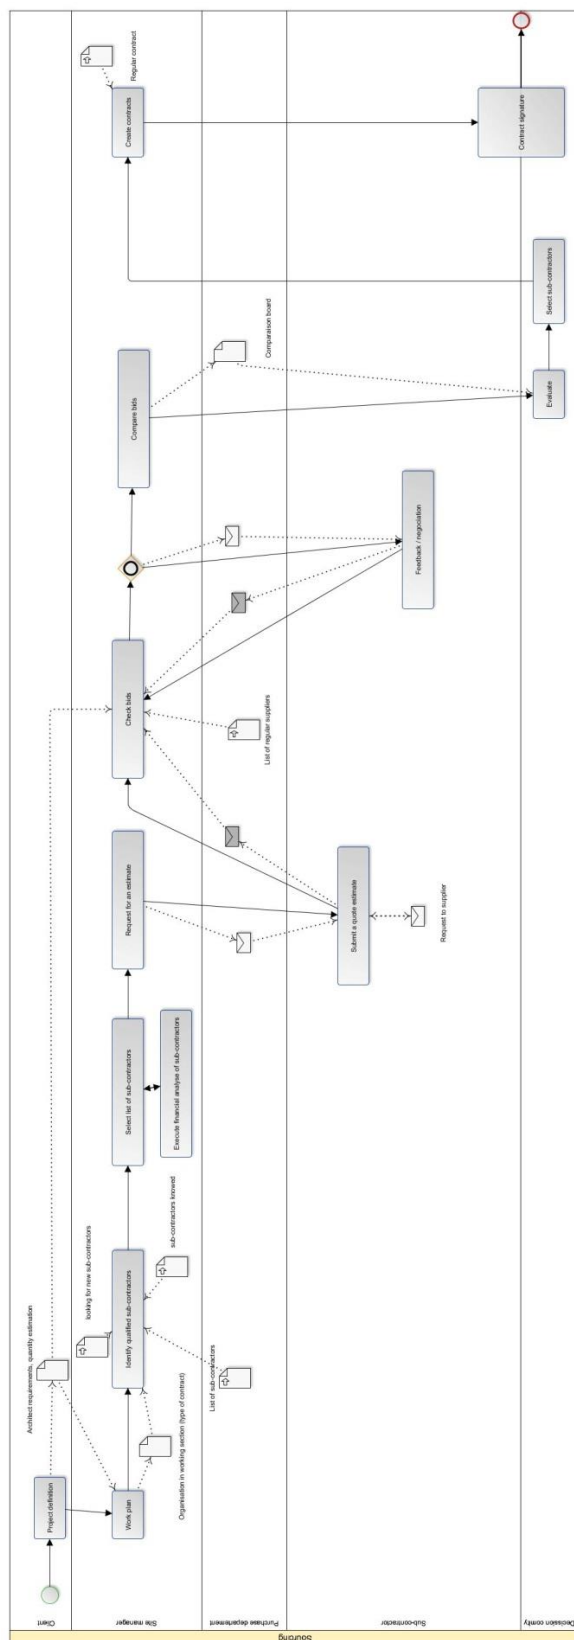 Sourcing
Client
Site manager
Purchase departement
Sub-contractor
Decision comity
Project definition
Architect requirements, quantity estimation
Work plan
Organisation in working section (type of contract)
looking for new sub-contractors
Identify qualified sub-contractors
sub-contractors knowed
List of sub-contractors
Select list of sub-contractors
Execute financial analyse of sub-contractors
Request for an estimate
Submit a quote estimate
Request to supplier
Check bids
List of regular suppliers
Feedback / negociation
Compare bids
Comparaison board
Evaluate
Select sub-contractors
Create contracts
Regular contract
Contract signature